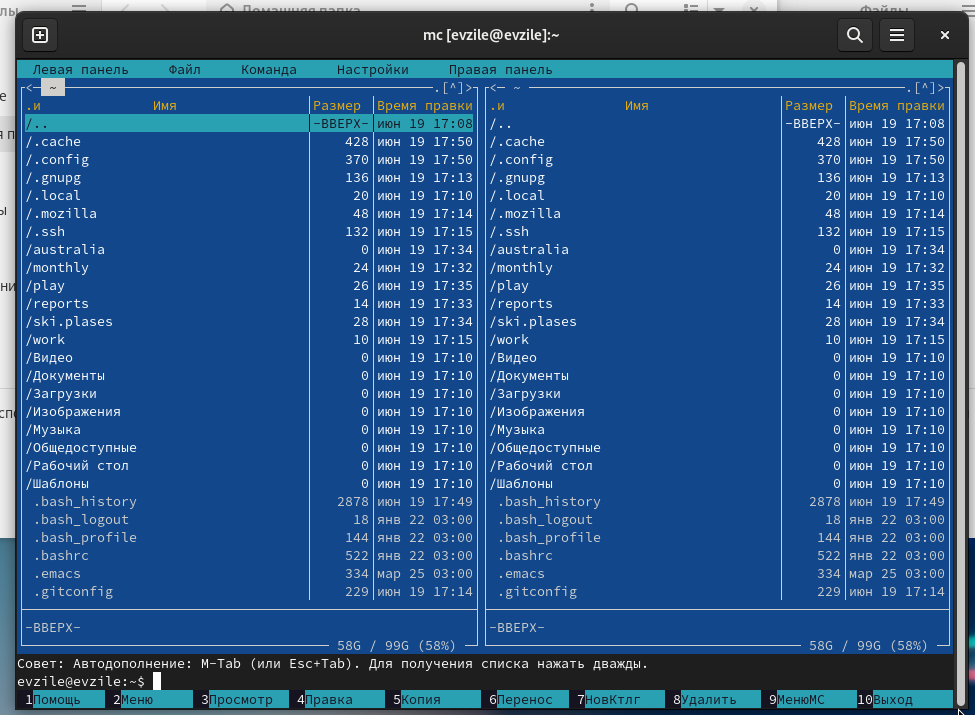 лы
Домашняя папка
Файлы
mc [evzile@evzile]:~
Левая панель Файл Команда Настройки Правая панель
<— ~ —.[^]> <— ~ —.[^]>
.и Имя Размер Время правки .и Имя Размер Время правки
/.. -ВВЕРХ- июн 19 17:08 /.. -ВВЕРХ- июн 19 17:08
/.cache 428 июн 19 17:50 /.cache 428 июн 19 17:50
/.config 370 июн 19 17:50 /.config 370 июн 19 17:50
/.gnupg 136 июн 19 17:13 /.gnupg 136 июн 19 17:13
/.local 20 июн 19 17:10 /.local 20 июн 19 17:10
/.mozilla 48 июн 19 17:14 /.mozilla 48 июн 19 17:14
/.ssh 132 июн 19 17:15 /.ssh 132 июн 19 17:15
/australia 0 июн 19 17:34 /australia 0 июн 19 17:34
/monthly 24 июн 19 17:32 /monthly 24 июн 19 17:32
/play 26 июн 19 17:35 /play 26 июн 19 17:35
/reports 14 июн 19 17:33 /reports 14 июн 19 17:33
/ski.plases 28 июн 19 17:34 /ski.plases 28 июн 19 17:34
/work 10 июн 19 17:15 /work 10 июн 19 17:15
/Видео 0 июн 19 17:10 /Видео 0 июн 19 17:10
/Документы 0 июн 19 17:10 /Документы 0 июн 19 17:10
/Загрузки 0 июн 19 17:10 /Загрузки 0 июн 19 17:10
/Изображения 0 июн 19 17:10 /Изображения 0 июн 19 17:10
/Музыка 0 июн 19 17:10 /Музыка 0 июн 19 17:10
/Общедоступные 0 июн 19 17:10 /Общедоступные 0 июн 19 17:10
/Рабочий стол 0 июн 19 17:10 /Рабочий стол 0 июн 19 17:10
/Шаблоны 0 июн 19 17:10 /Шаблоны 0 июн 19 17:10
.bash_history 2878 июн 19 17:49 .bash_history 2878 июн 19 17:49
.bash_logout 18 янв 22 03:00 .bash_logout 18 янв 22 03:00
.bash_profile 144 янв 22 03:00 .bash_profile 144 янв 22 03:00
.bashrc 522 янв 22 03:00 .bashrc 522 янв 22 03:00
.emacs 334 мар 25 03:00 .emacs 334 мар 25 03:00
.gitconfig 229 июн 19 17:14 .gitconfig 229 июн 19 17:14
-ВВЕРХ- -ВВЕРХ-
58G / 99G (58%) 58G / 99G (58%)
Совет: Автодополнение: M-Tab (или Esc+Tab). Для получения списка нажать дважды.
evzile@evzile:~$
1Помощь 2Меню 3Просмотр 4Правка 5Копия 6Перенос 7НовКтлг 8Удалить 9МенюМС 10Выход